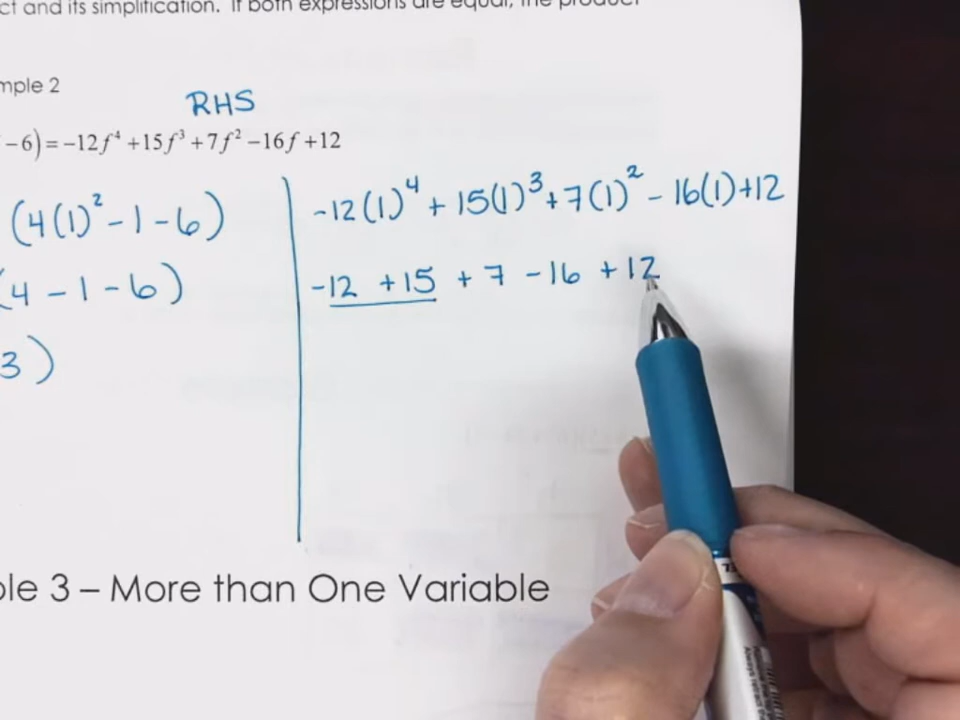 ct and its simplification. If both expressions are equal, the product
mple 2
RHS
-6)=-12f⁴+15f³+7f²-16f+12
(4(1)²-1-6) -12(1)⁴+15(1)³+7(1)²-16(1)+12
(4-1-6) -12+15+7-16+12
3)
ole 3 – More than One Variable